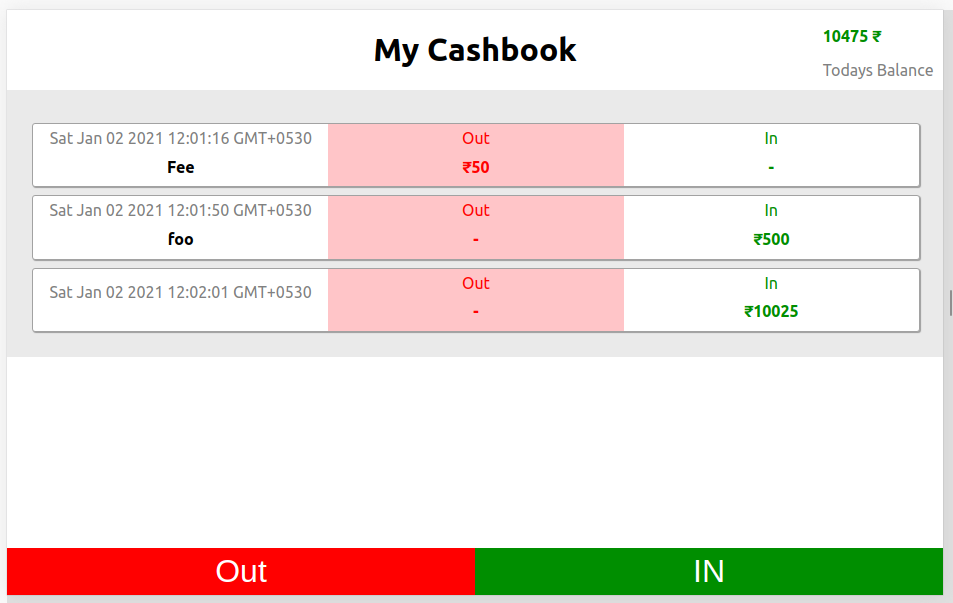 My Cashbook
10475 ₹
Todays Balance
Sat Jan 02 2021 12:01:16 GMT+0530
Fee
Out
₹50
In
-
Sat Jan 02 2021 12:01:50 GMT+0530
foo
Out
-
In
₹500
Sat Jan 02 2021 12:02:01 GMT+0530
Out
-
In
₹10025
Out
IN